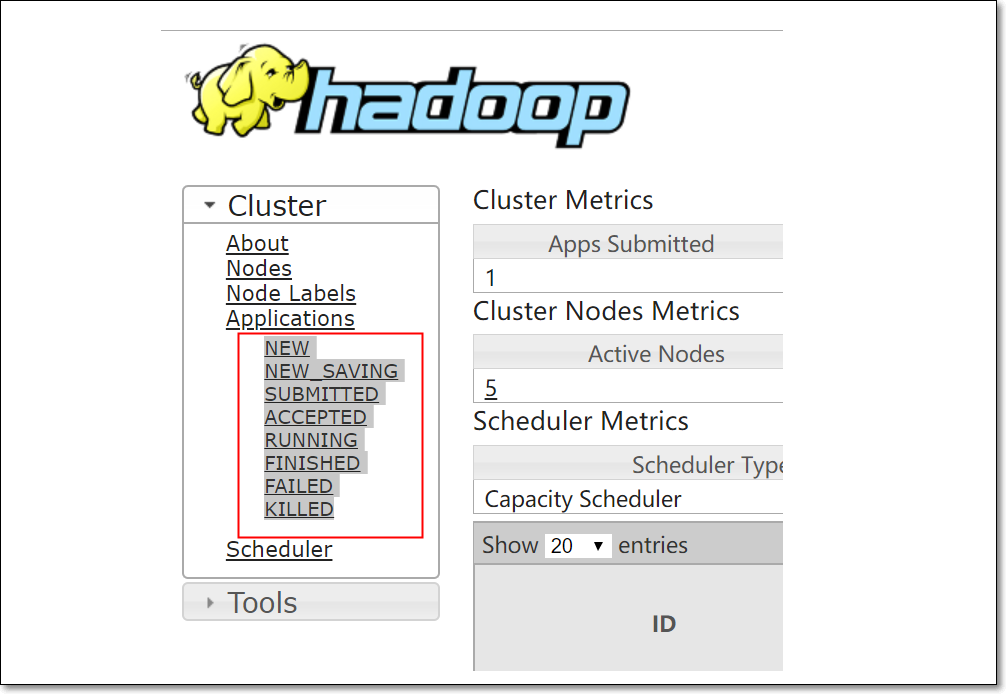 hadoop
Cluster
About
Nodes
Node Labels
Applications
NEW
NEW_SAVING
SUBMITTED
ACCEPTED
RUNNING
FINISHED
FAILED
KILLED
Scheduler
Tools
Cluster Metrics
Apps Submitted
1
Cluster Nodes Metrics
Active Nodes
5
Scheduler Metrics
Scheduler Type
Capacity Scheduler
Show 20 entries
ID